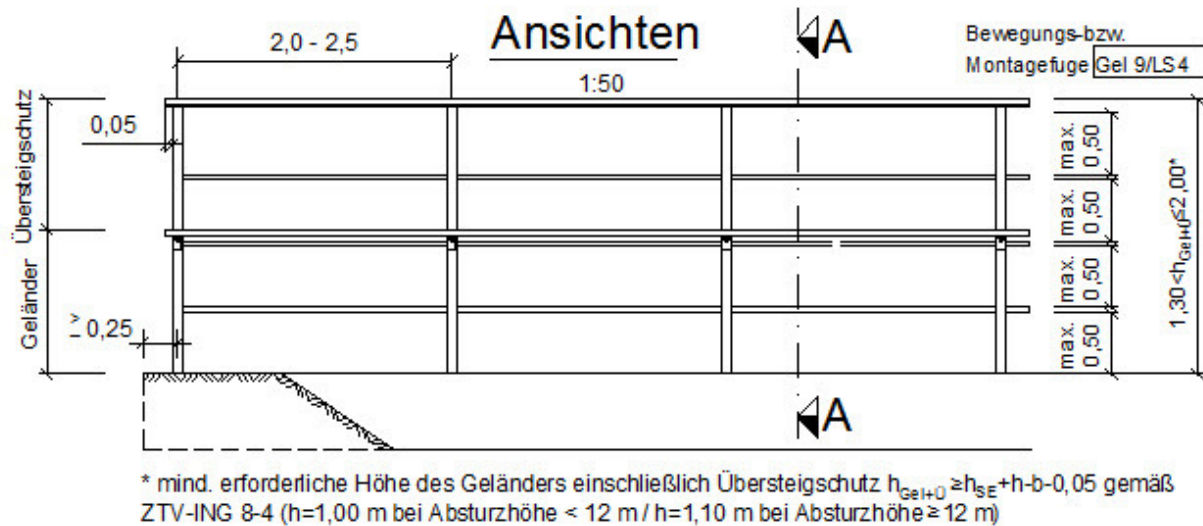 Ansichten
1:50
2,0 - 2,5
A
Bewegungs-bzw.
Montagefuge Gel 9/LS4
Übersteigschutz
0,05
max.
0,50
max.
0,50
1,30<hGel+Ü≤2,00*
Geländer
≥ 0,25
max.
0,50
max.
0,50
A
* mind. erforderliche Höhe des Geländers einschließlich Übersteigschutz hGel+Ü ≥hSE+h-b-0,05 gemäß
ZTV-ING 8-4 (h=1,00 m bei Absturzhöhe < 12 m / h=1,10 m bei Absturzhöhe ≥ 12 m)